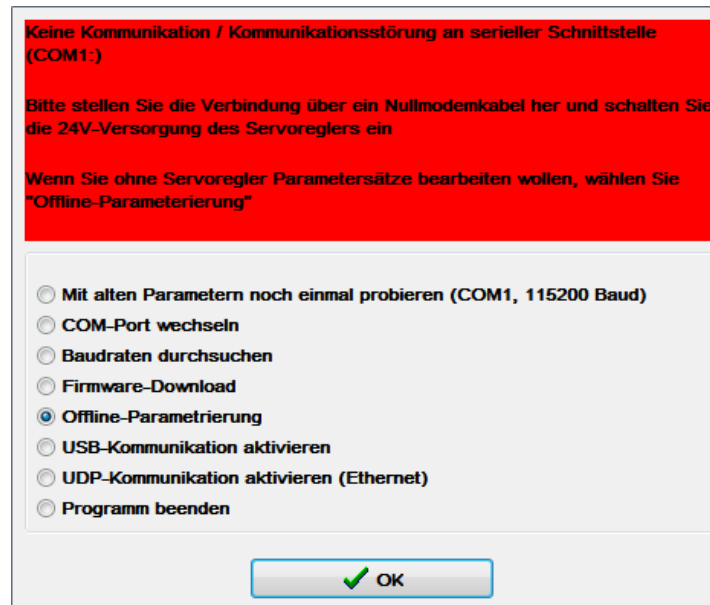 Keine Kommunikation / Kommunikationsstörung an serieller Schnittstelle
(COM1:)
Bitte stellen Sie die Verbindung über ein Nullmodemkabel her und schalten Sie
die 24V-Versorgung des Servoreglers ein
Wenn Sie ohne Servoregler Parametersätze bearbeiten wollen, wählen Sie
"Offline-Parameterierung"
Mit alten Parametern noch einmal probieren (COM1, 115200 Baud)
COM-Port wechseln
Baudraten durchsuchen
Firmware-Download
Offline-Parametrierung
USB-Kommunikation aktivieren
UDP-Kommunikation aktivieren (Ethernet)
Programm beenden
OK